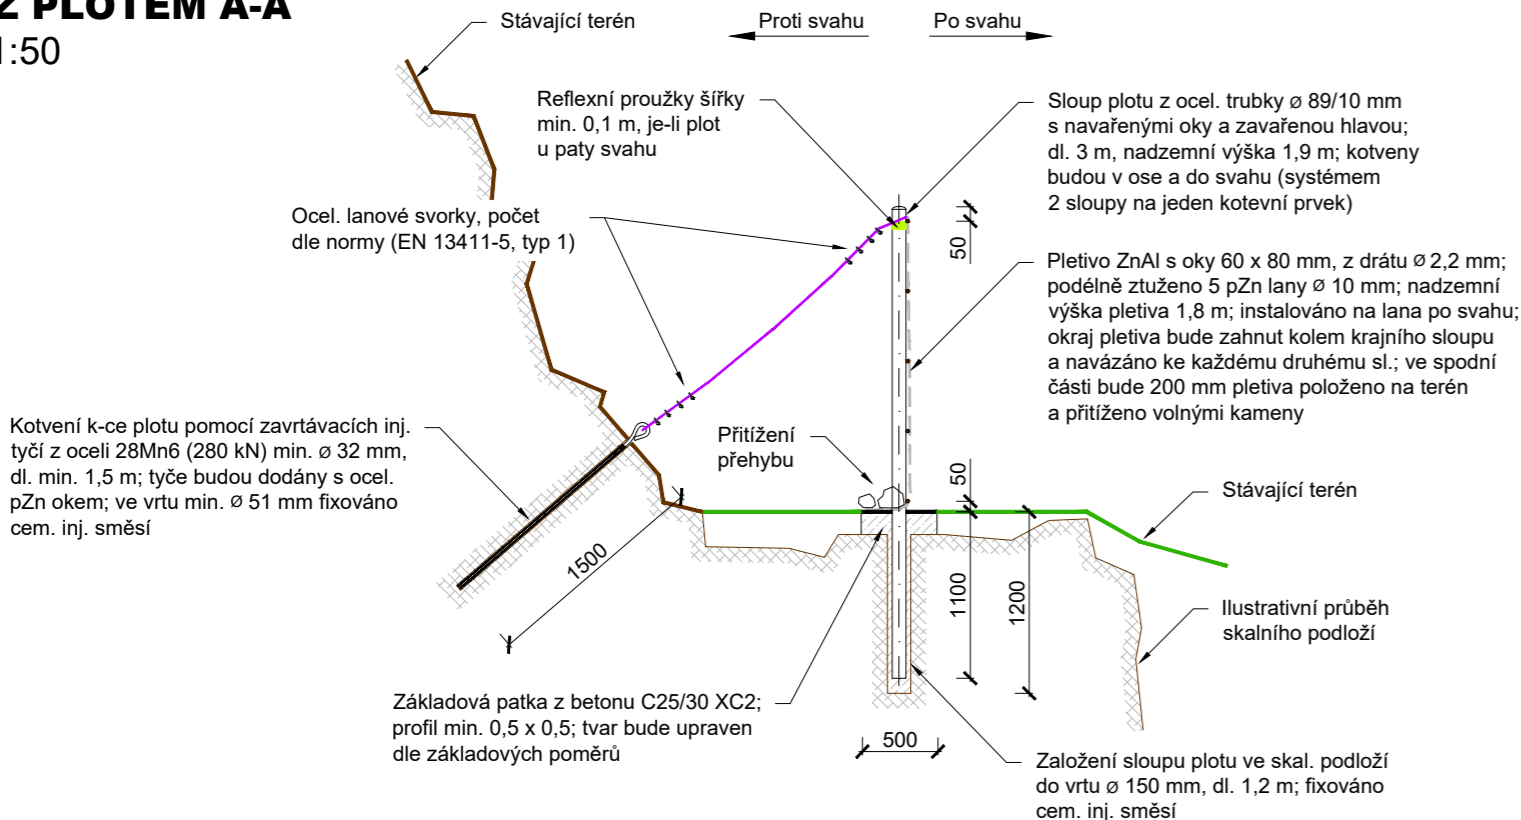 Z PLOTEM A-A
1:50
Stávající terén
Proti svahu
Po svahu
Reflexní proužky šířky
min. 0,1 m, je-li plot
u paty svahu
Sloup plotu z ocel. trubky ø 89/10 mm
s navařenými oky a zavařenou hlavou;
dl. 3 m, nadzemní výška 1,9 m; kotveny
budou v ose a do svahu (systémem
2 sloupy na jeden kotevní prvek)
Ocel. lanové svorky, počet
dle normy (EN 13411-5, typ 1)
50
Pletivo ZnAl s oky 60 x 80 mm, z drátu ø 2,2 mm;
podélně ztuženo 5 pZn lany ø 10 mm; nadzemní
výška pletiva 1,8 m; instalováno na lana po svahu;
okraj pletiva bude zahnut kolem krajního sloupu
a navázáno ke každému druhému sl.; ve spodní
části bude 200 mm pletiva položeno na terén
a přitíženo volnými kameny
Kotvení k-ce plotu pomocí zavrtávacích inj.
tyčí z oceli 28Mn6 (280 kN) min. ø 32 mm,
dl. min. 1,5 m; tyče budou dodány s ocel.
pZn okem; ve vrtu min. ø 51 mm fixováno
cem. inj. směsí
Přitížení
přehybu
50
Stávající terén
1500
1100
1200
Ilustrativní průběh
skalního podloží
Základová patka z betonu C25/30 XC2;
profil min. 0,5 x 0,5; tvar bude upraven
dle základových poměrů
500
Založení sloupu plotu ve skal. podloží
do vrtu ø 150 mm, dl. 1,2 m; fixováno
cem. inj. směsí